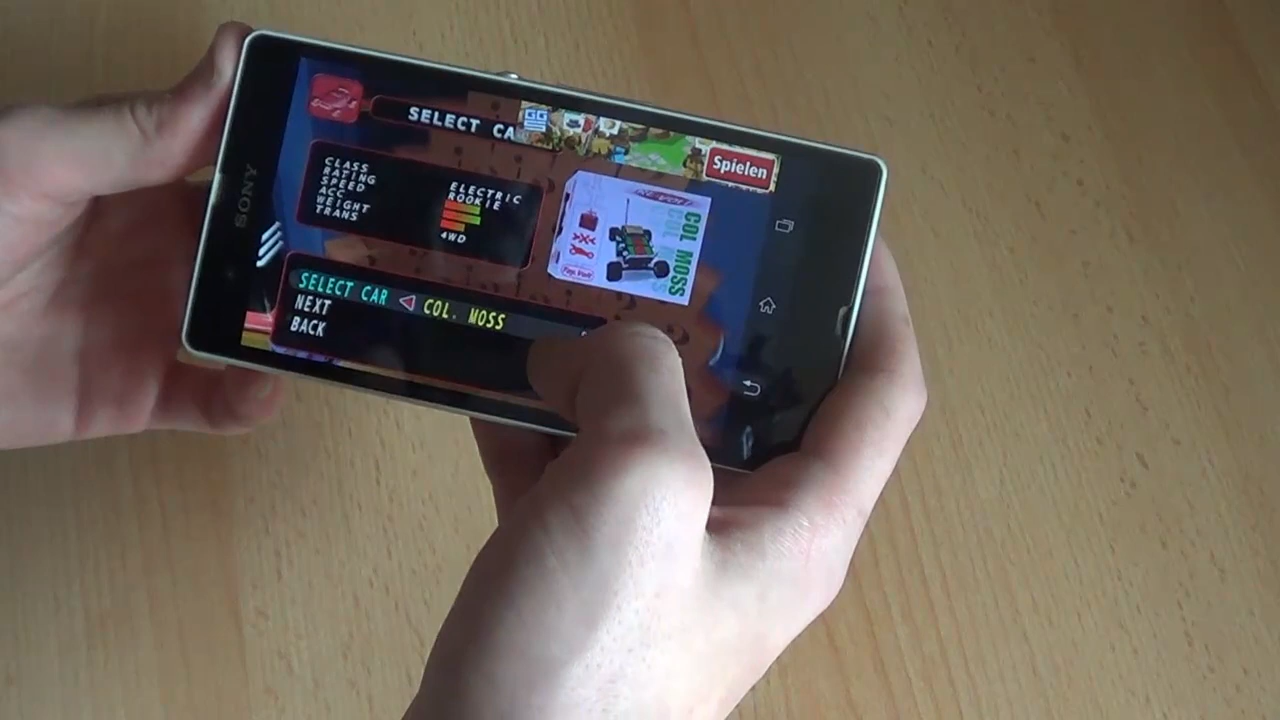 SONY
SELECT CA
Spielen
CLASS
RATING
SPEED
ACC
WEIGHT
TRANS
ELECTRIC
ROOKIE
4WD
COL MOSS
SELECT CAR COL. MOSS
NEXT
BACK